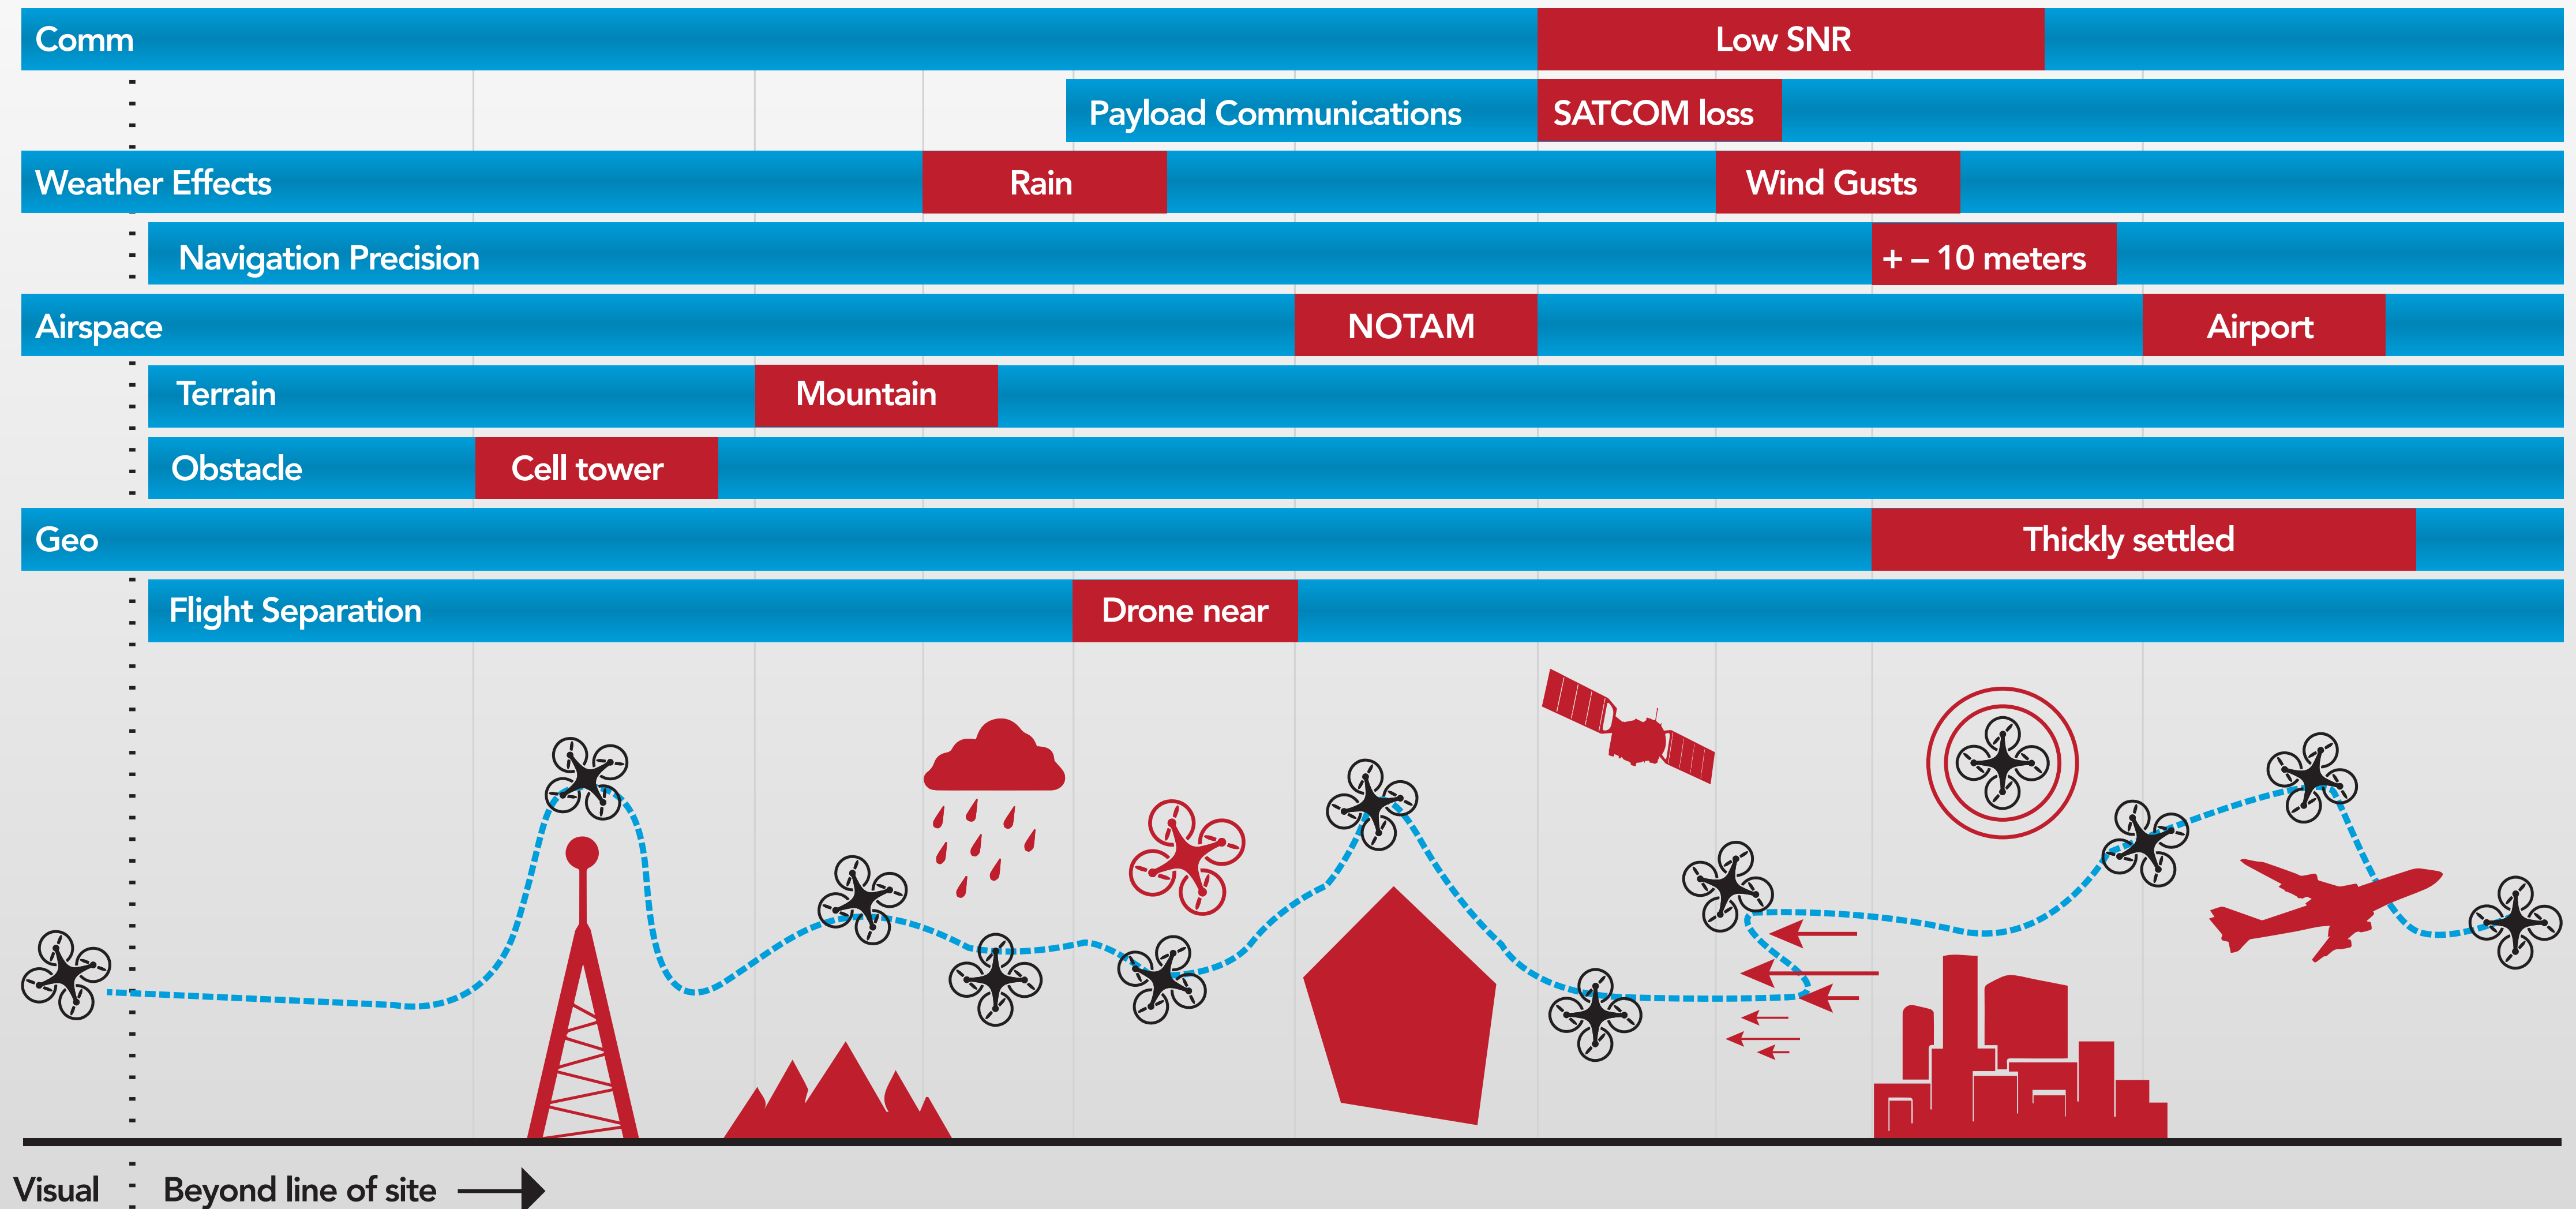 Comm
Low SNR
Payload Communications
SATCOM loss
Weather Effects
Rain
Wind Gusts
Navigation Precision
+ – 10 meters
Airspace
NOTAM
Airport
Terrain
Mountain
Obstacle
Cell tower
Geo
Thickly settled
Flight Separation
Drone near
Visual
Beyond line of site